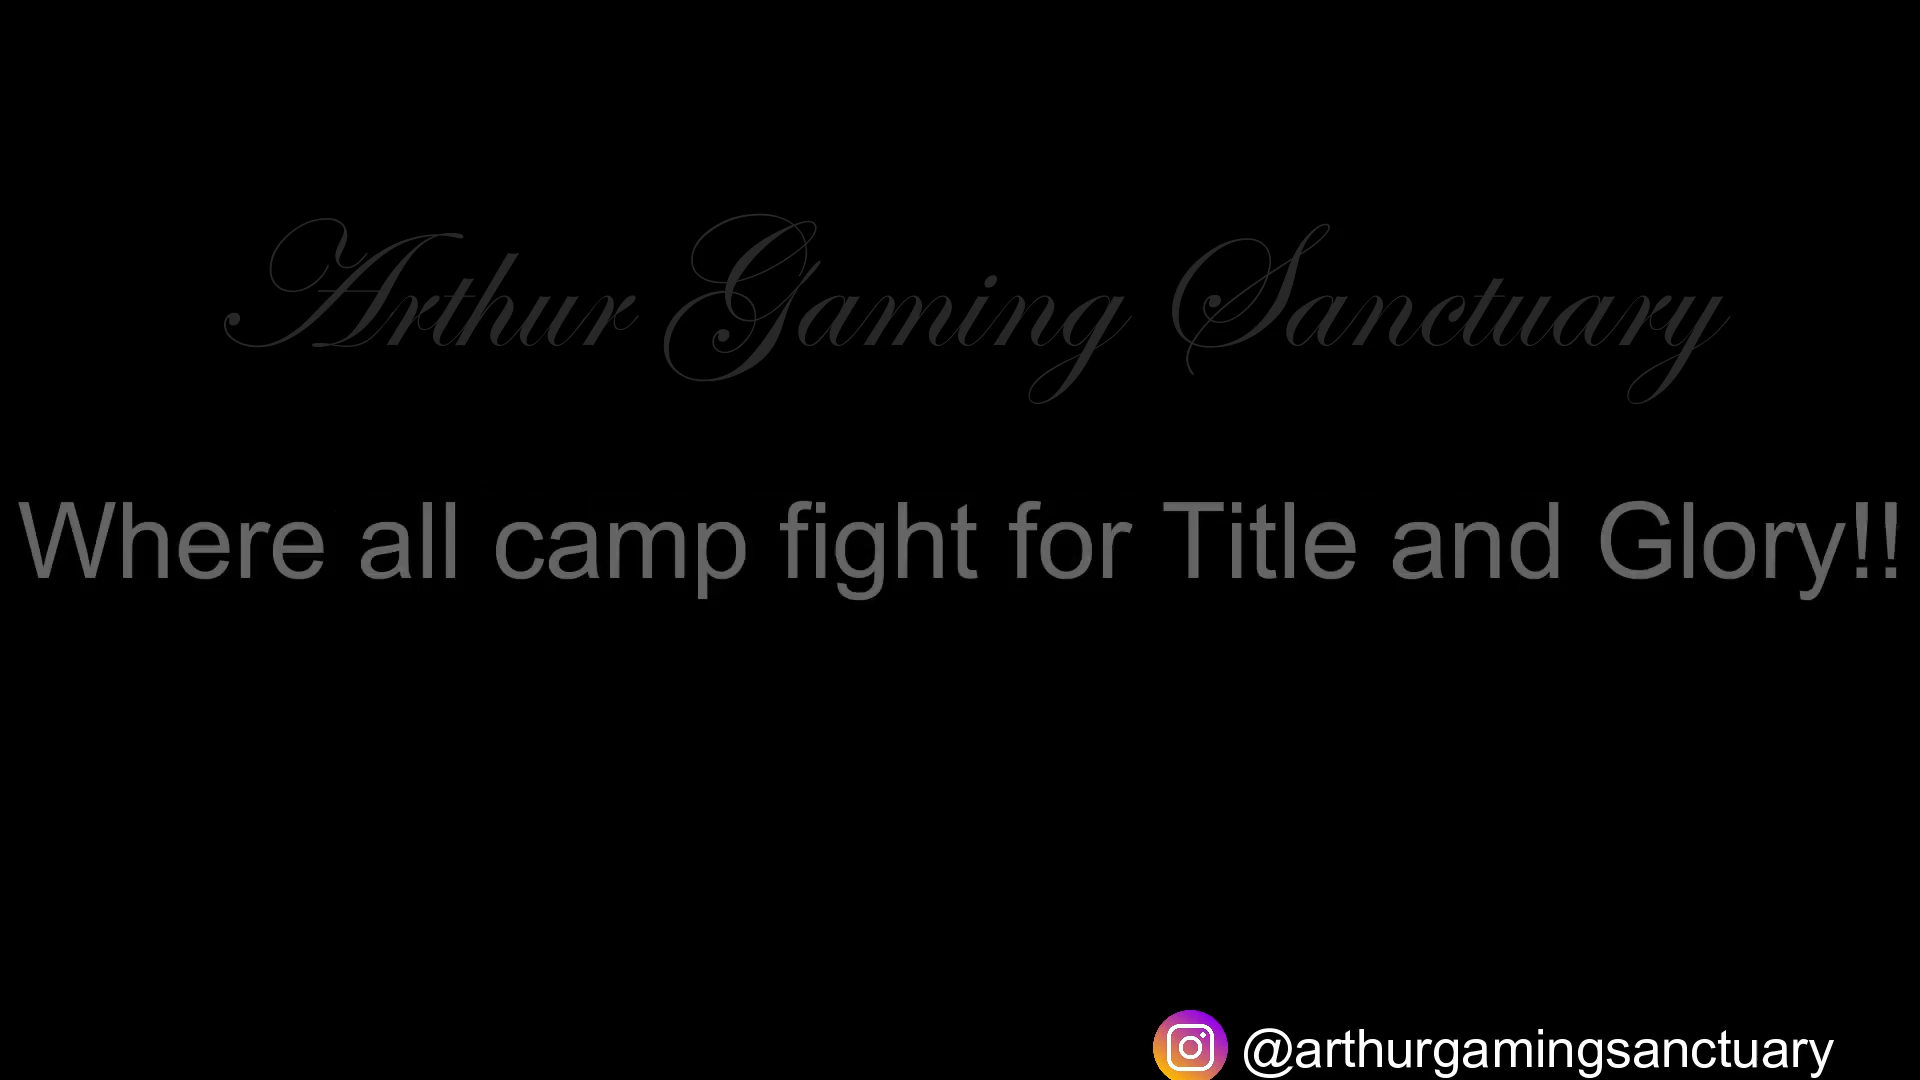 Arthur Gaming Sanctuary
Where all camp fight for Title and Glory!!
@arthurgamingsanctuary